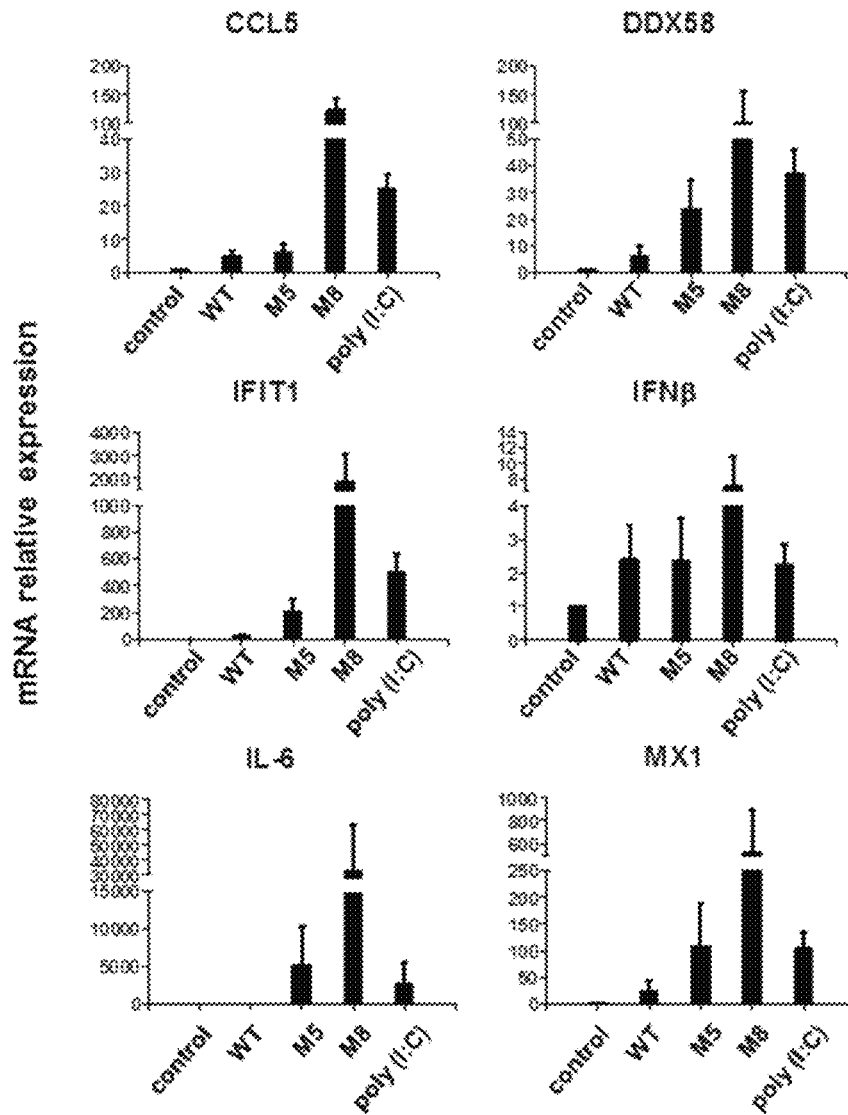 CCL5
200
150
100
40
30
20
10
0
control
WT
M5
M8
poly (I:C)
DDX58
200
150
100
50
40
30
20
10
0
control
WT
M5
M8
poly (I:C)
mRNA relative expression
IFIT1
4000
3000
2000
1000
800
600
400
200
0
control
WT
M5
M8
poly (I:C)
IFNβ
14
12
10
8
6
4
3
2
1
0
control
WT
M5
M8
poly (I:C)
IL-6
80000
70000
60000
50000
40000
30000
15000
10000
5000
0
control
WT
M5
M8
poly (I:C)
MX1
1000
800
600
400
250
200
150
100
50
0
control
WT
M5
M8
poly (I:C)